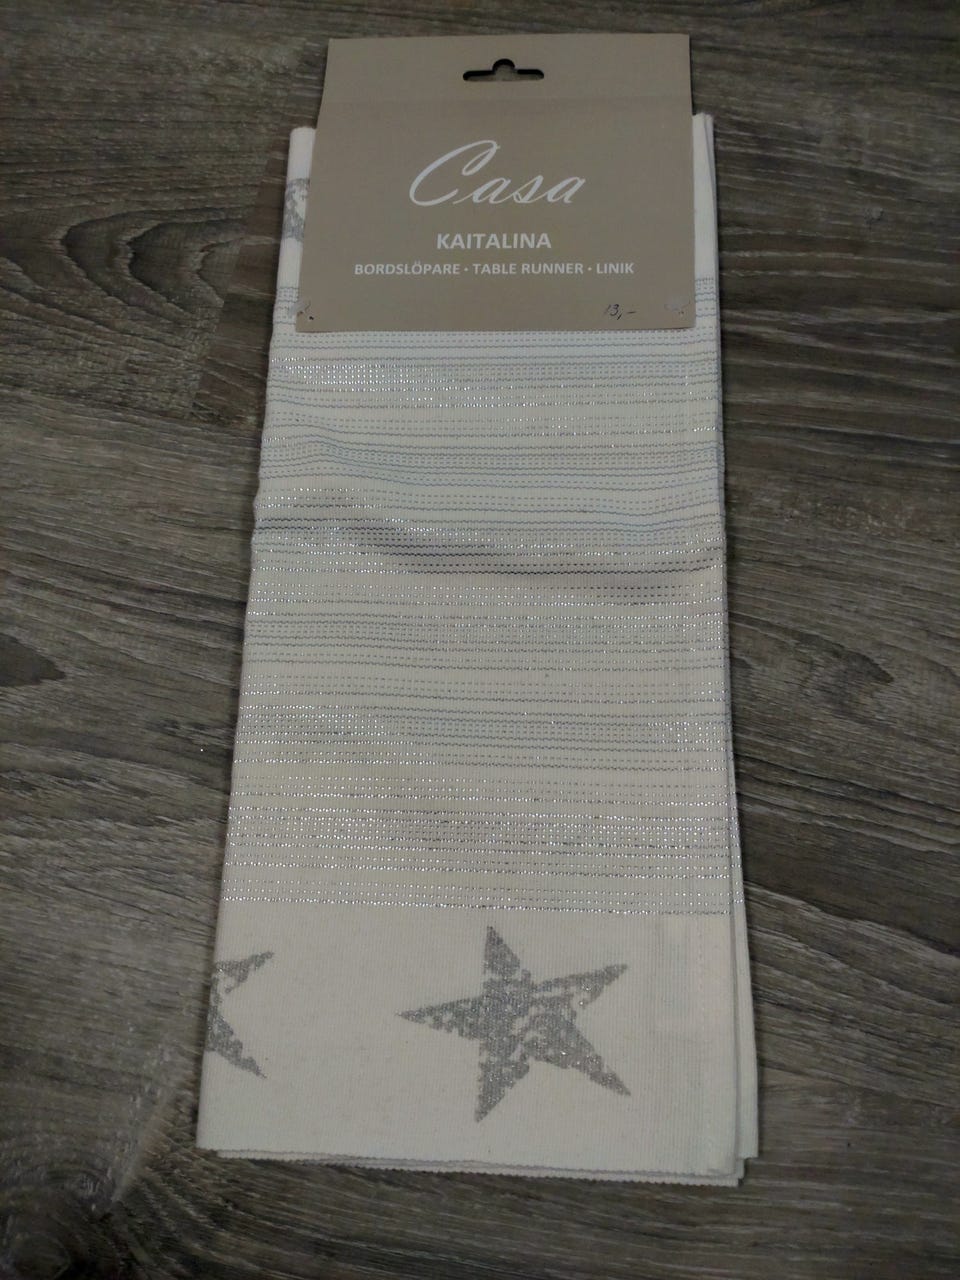 Casa
KAITALINA
BORDSLÖPARE · TABLE RUNNER · LINIK
13,-